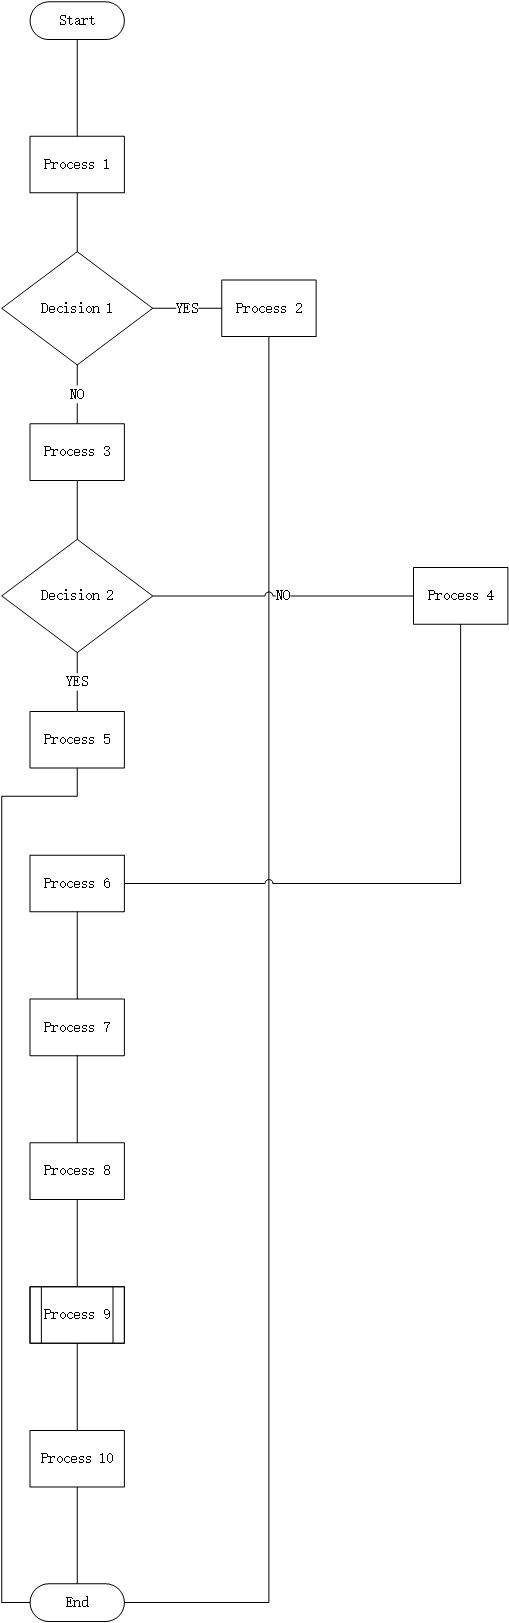 Start
Process 1
Decision 1
YES
Process 2
NO
Process 3
Decision 2
NO
Process 4
YES
Process 5
Process 6
Process 7
Process 8
Process 9
Process 10
End